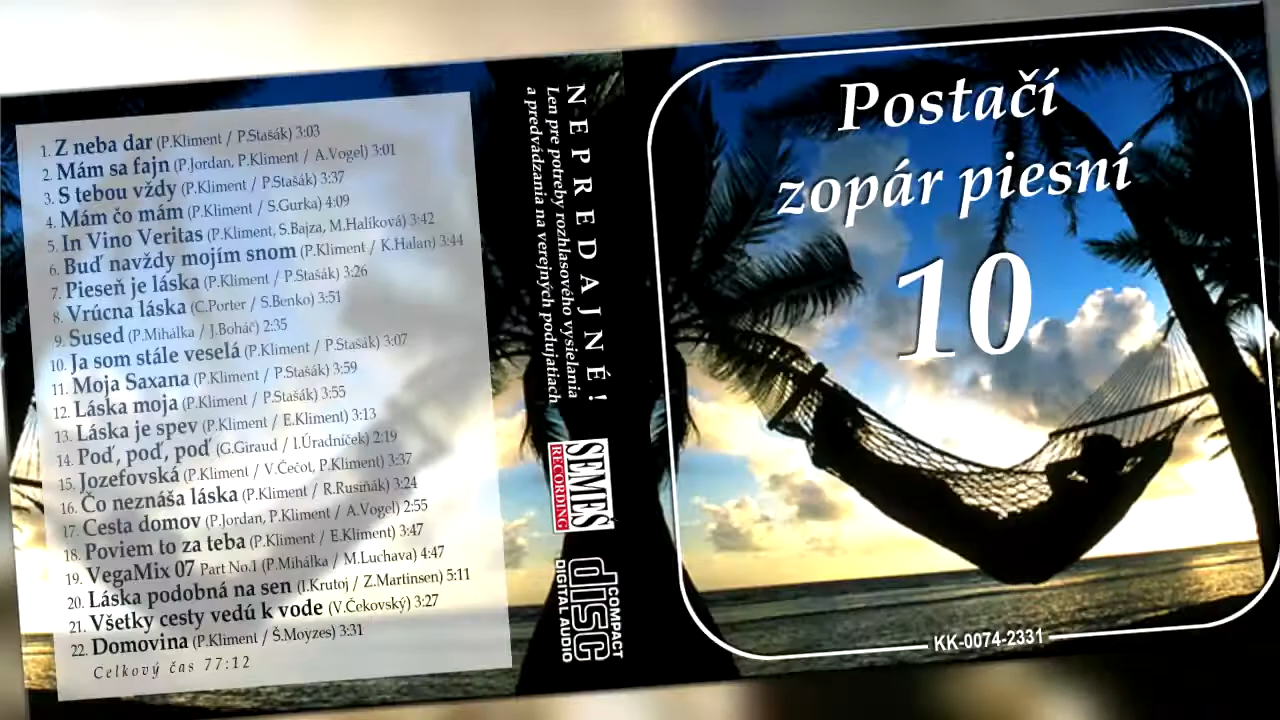 1. Z neba dar (P.Kliment / P.Stašák) 3:03
2. Mám sa fajn (P.Jordan, P.Kliment / A.Vogel) 3:01
3. S tebou vždy (P.Kliment / P.Stašák) 3:37
4. Mám čo mám (P.Kliment / S.Gurka) 4:09
5. In Vino Veritas (P.Kliment, S.Bajza, M.Halíková) 3:42
6. Buď navždy mojím snom (P.Kliment / K.Halan) 3:44
7. Pieseň je láska (P.Kliment / P.Stašák) 3:26
8. Vrúcna láska (C.Porter / S.Benko) 3:51
9. Sused (P.Mihálka / J.Boháč) 2:35
10. Ja som stále veselá (P.Kliment / P.Stašák) 3:07
11. Moja Saxana (P.Kliment / P.Stašák) 3:59
12. Láska moja (P.Kliment / P.Stašák) 3:55
13. Láska je spev (P.Kliment / E.Kliment) 3:13
14. Poď, poď, poď (G.Giraud / I.Úradníček) 2:19
15. Jozefovská (P.Kliment / V.Čečot, P.Kliment) 3:37
16. Čo neznáša láska (P.Kliment / R.Rusiňák) 3:24
17. Cesta domov (P.Jordan, P.Kliment / A.Vogel) 2:55
18. Poviem to za teba (P.Kliment / E.Kliment) 3:47
19. VegaMix 07 Part No.1 (P.Mihálka / M.Luchava) 4:47
20. Láska podobná na sen (I.Krutoj / Z.Martinsen) 5:11
21. Všetky cesty vedú k vode (V.Čekovský) 3:27
22. Domovina (P.Kliment / Š.Moyzes) 3:31
Celkový čas 77:12
NEPREDAJNÉ!
Len pre potreby rozhlasového vysielania
a predvádzania na verejných podujatiach
SEMEŠ
RECORDING
COMPACT
disc
DIGITAL AUDIO
Postačí
zopár piesní
10
KK-0074-2331